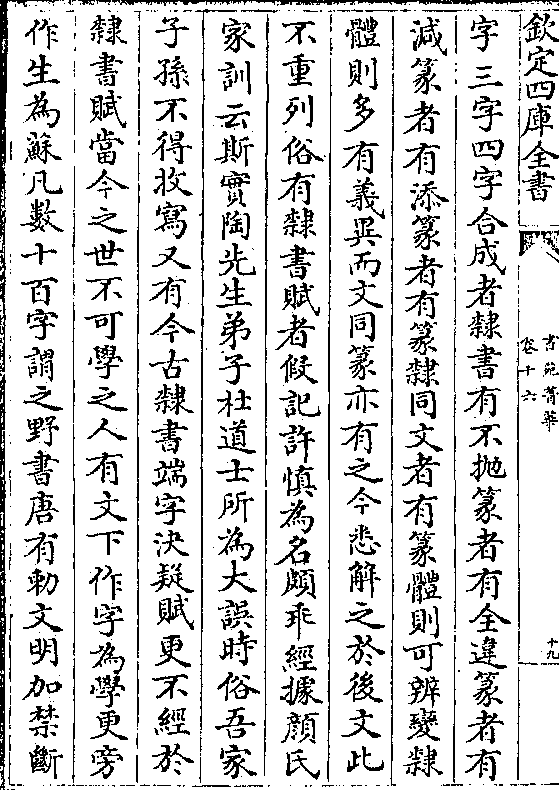 欽定四庫全書
書苑菁華
卷十六
十九
字三字四字合成者隸書有不抛篆者有全違篆者有
減篆者有添篆者有篆隸同文者有篆體則可辨變隸
體則多有義異而文同篆亦有之今悉解之於後文此
不重列俗有隸書賦者假記許慎為名頗乖經據顔氏
家訓云斯實陶先生弟子杜道士所為大誤時俗吾家
子孫不得收寫又有今古隸書端字決疑賦更不經於
隸書賦當今之世不可學之人有文下作字為學更旁
作生為蘇凡數十百字謂之野書唐有勅文明加禁斷